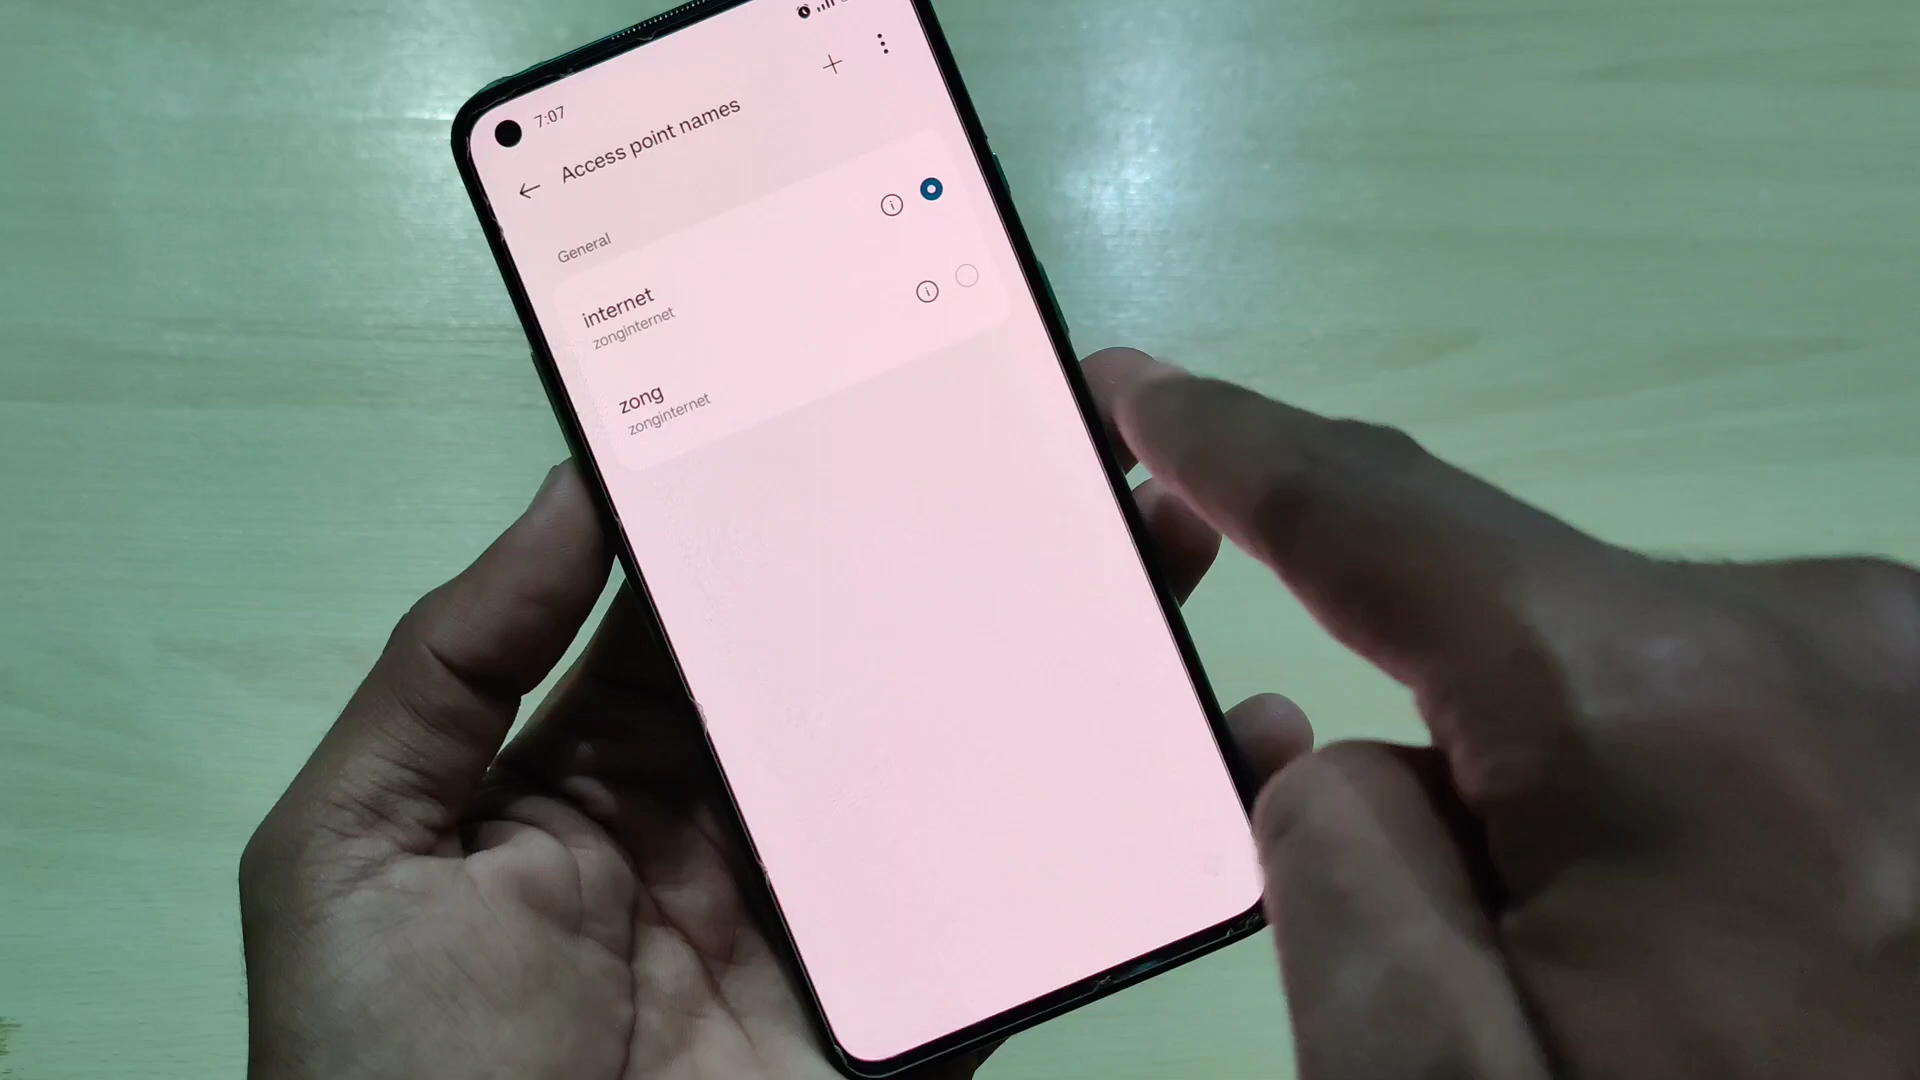 7:07
Access point names
General
internet
zonginternet
zong
zonginternet